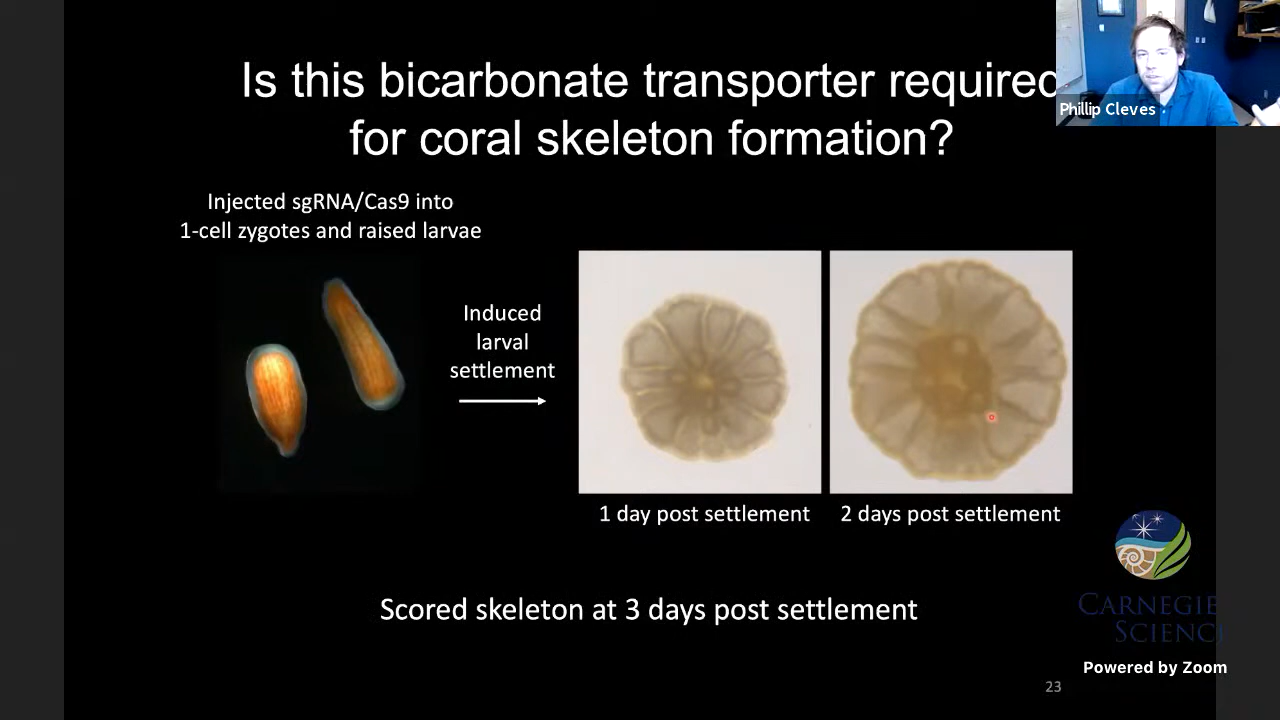 Is this bicarbonate transporter required
for coral skeleton formation?
Phillip Cleves
Injected sgRNA/Cas9 into
1-cell zygotes and raised larvae
Induced
larval
settlement
1 day post settlement
2 days post settlement
Scored skeleton at 3 days post settlement
CARNEGIE
SCIENC
Powered by Zoom
23